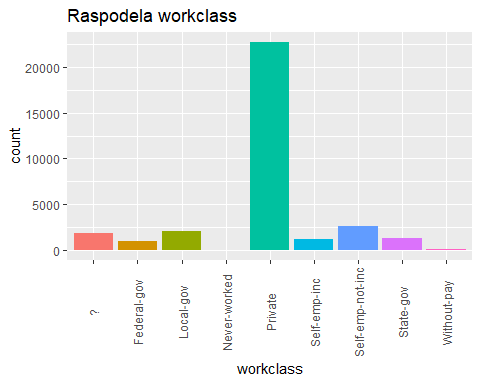 Raspodela workclass
count
20000
15000
10000
5000
0
?
Federal-gov
Local-gov
Never-worked
Private
Self-emp-inc
Self-emp-not-inc
State-gov
Without-pay
workclass